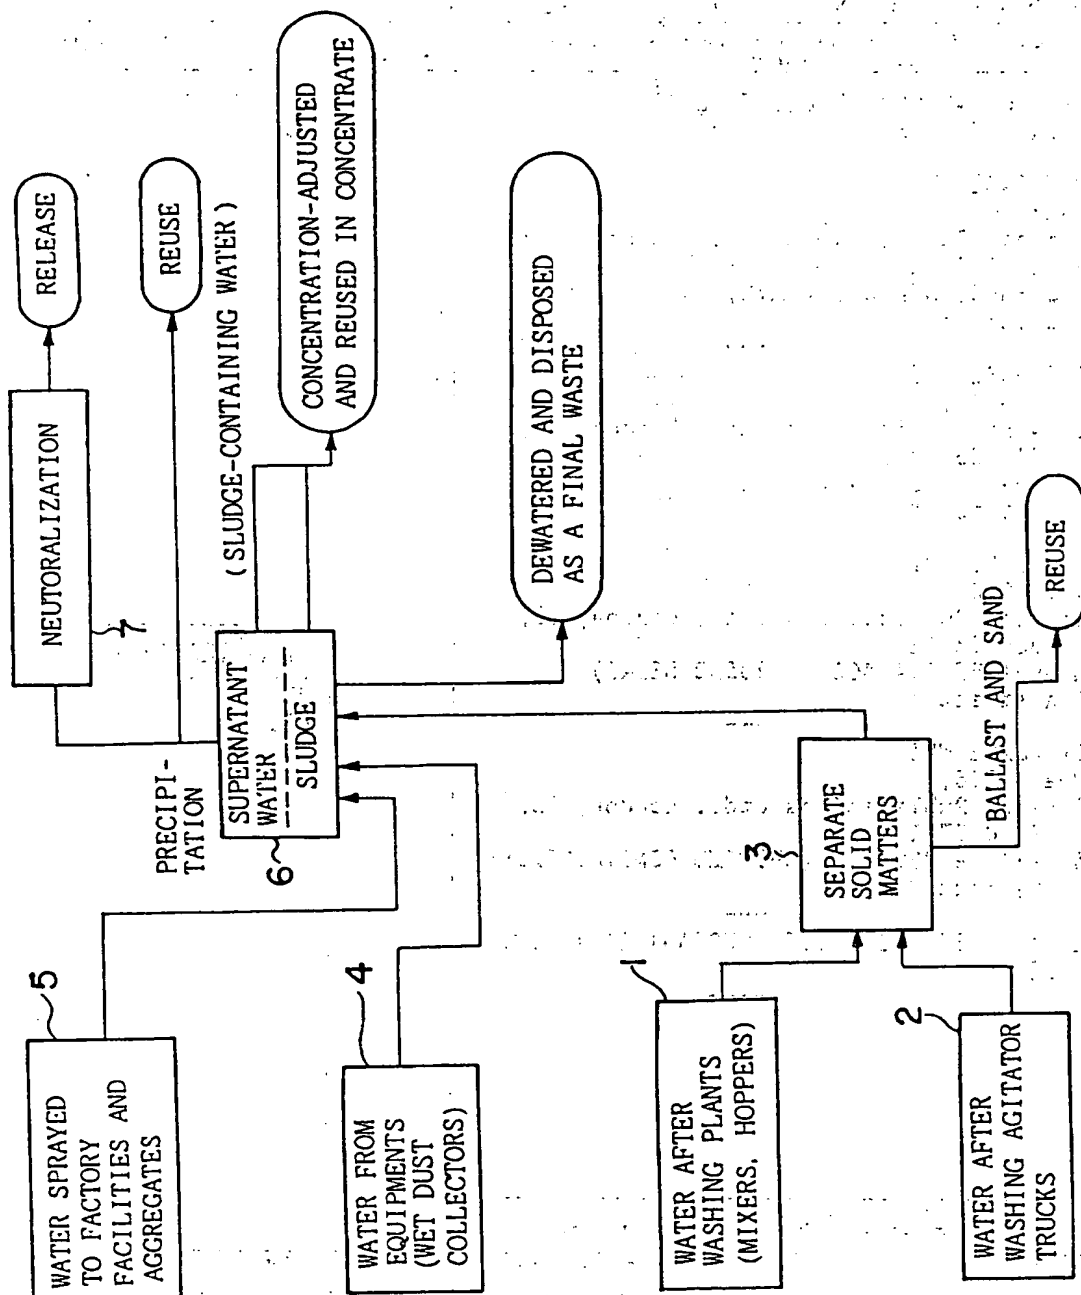 WATER SPRAYED
TO FACTORY
FACILITIES AND
AGGREGATES
5
PRECIPI-
TATION
NEUTORALIZATION
7
RELEASE
REUSE
WATER FROM
EQUIPMENTS
(WET DUST
COLLECTORS)
4
SUPERNATANT
WATER
SLUDGE
6
(SLUDGE-CONTAINING WATER)
CONCENTRATION-ADJUSTED
AND REUSED IN CONCENTRATE
DEWATERED AND DISPOSED
AS A FINAL WASTE
WATER AFTER
WASHING PLANTS
(MIXERS, HOPPERS)
1
WATER AFTER
WASHING AGITATOR
TRUCKS
2
SEPARATE
SOLID
MATTERS
3
BALLAST AND SAND
REUSE